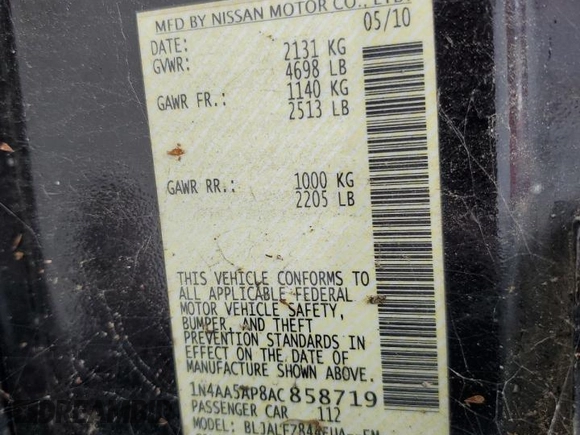 MFD BY NISSAN MOTOR CO., LTD.
DATE: 05/10
GVWR: 2131 KG
4698 LB
GAWR FR.: 1140 KG
2513 LB
GAWR RR.: 1000 KG
2205 LB
THIS VEHICLE CONFORMS TO
ALL APPLICABLE FEDERAL
MOTOR VEHICLE SAFETY,
BUMPER, AND THEFT
PREVENTION STANDARDS IN
EFFECT ON THE DATE OF
MANUFACTURE SHOWN ABOVE.
1N4AA5AP8AC858719
PASSENGER CAR 112
MODEL: